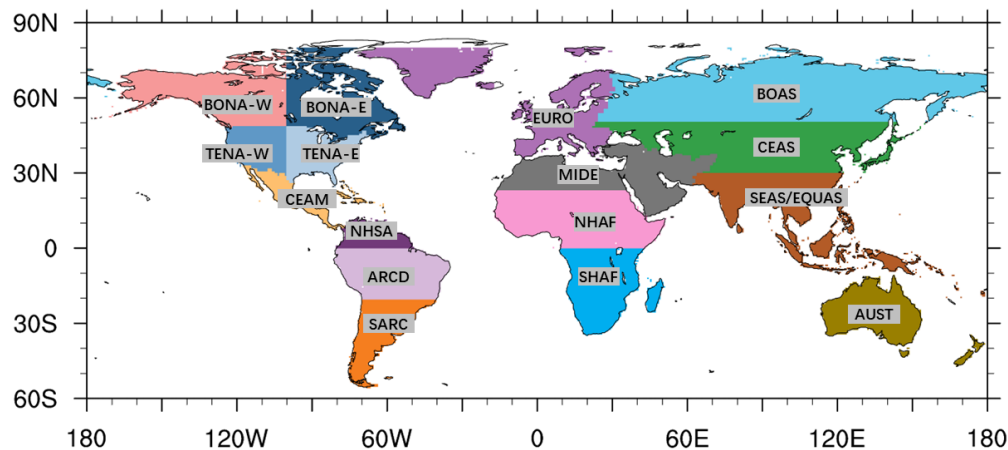 90N
60N
30N
0
30S
60S
BONA-W
BONA-E
BOAS
EURO
TENA-W
TENA-E
CEAS
CEAM
MIDE
SEAS/EQUAS
NHSA
NHAF
ARCD
SHAF
SARC
AUST
180
120W
60W
0
60E
120E
180